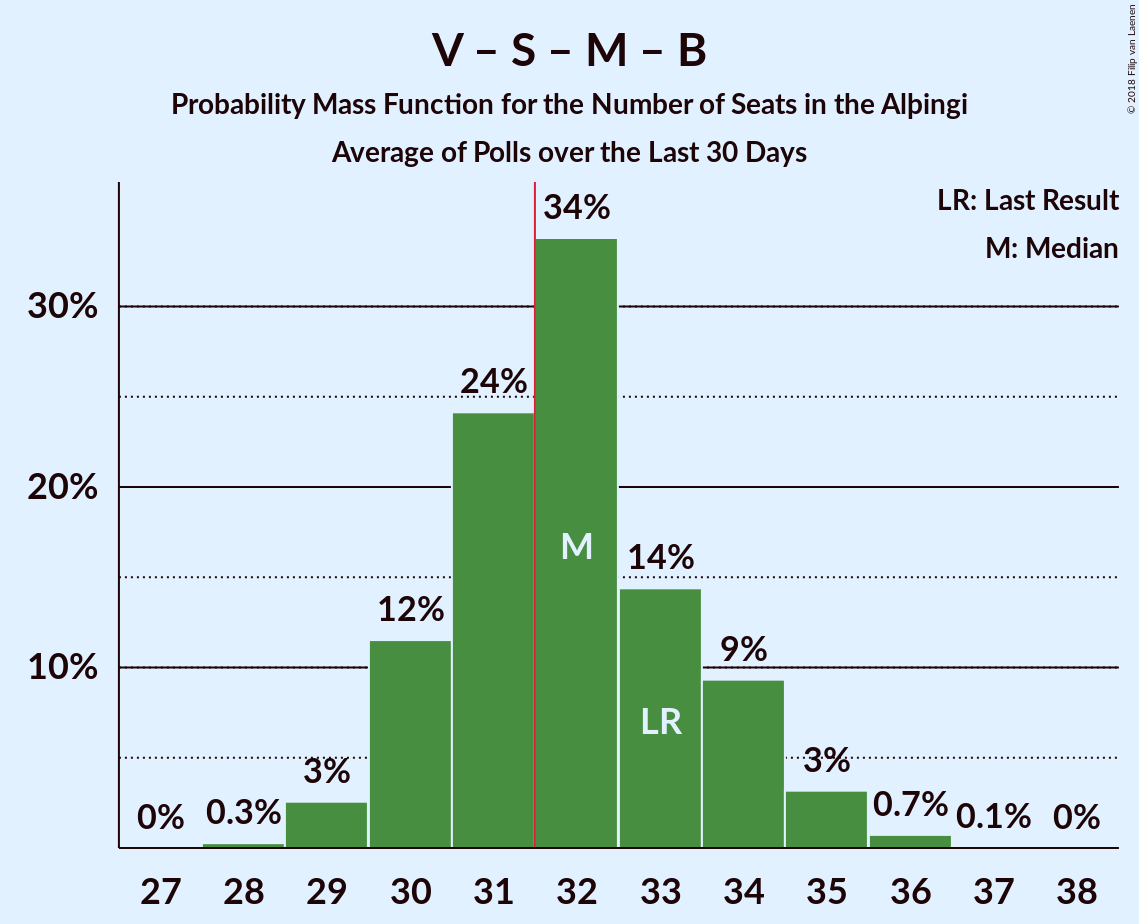 V – S – M – B
Probability Mass Function for the Number of Seats in the Alþingi
Average of Polls over the Last 30 Days
© 2018 Filip van Laenen
LR: Last Result
M: Median
30%
20%
10%
0%
0.3%
3%
12%
24%
34%
14%
9%
3%
0.7%
0.1%
0%
M
LR
27 28 29 30 31 32 33 34 35 36 37 38